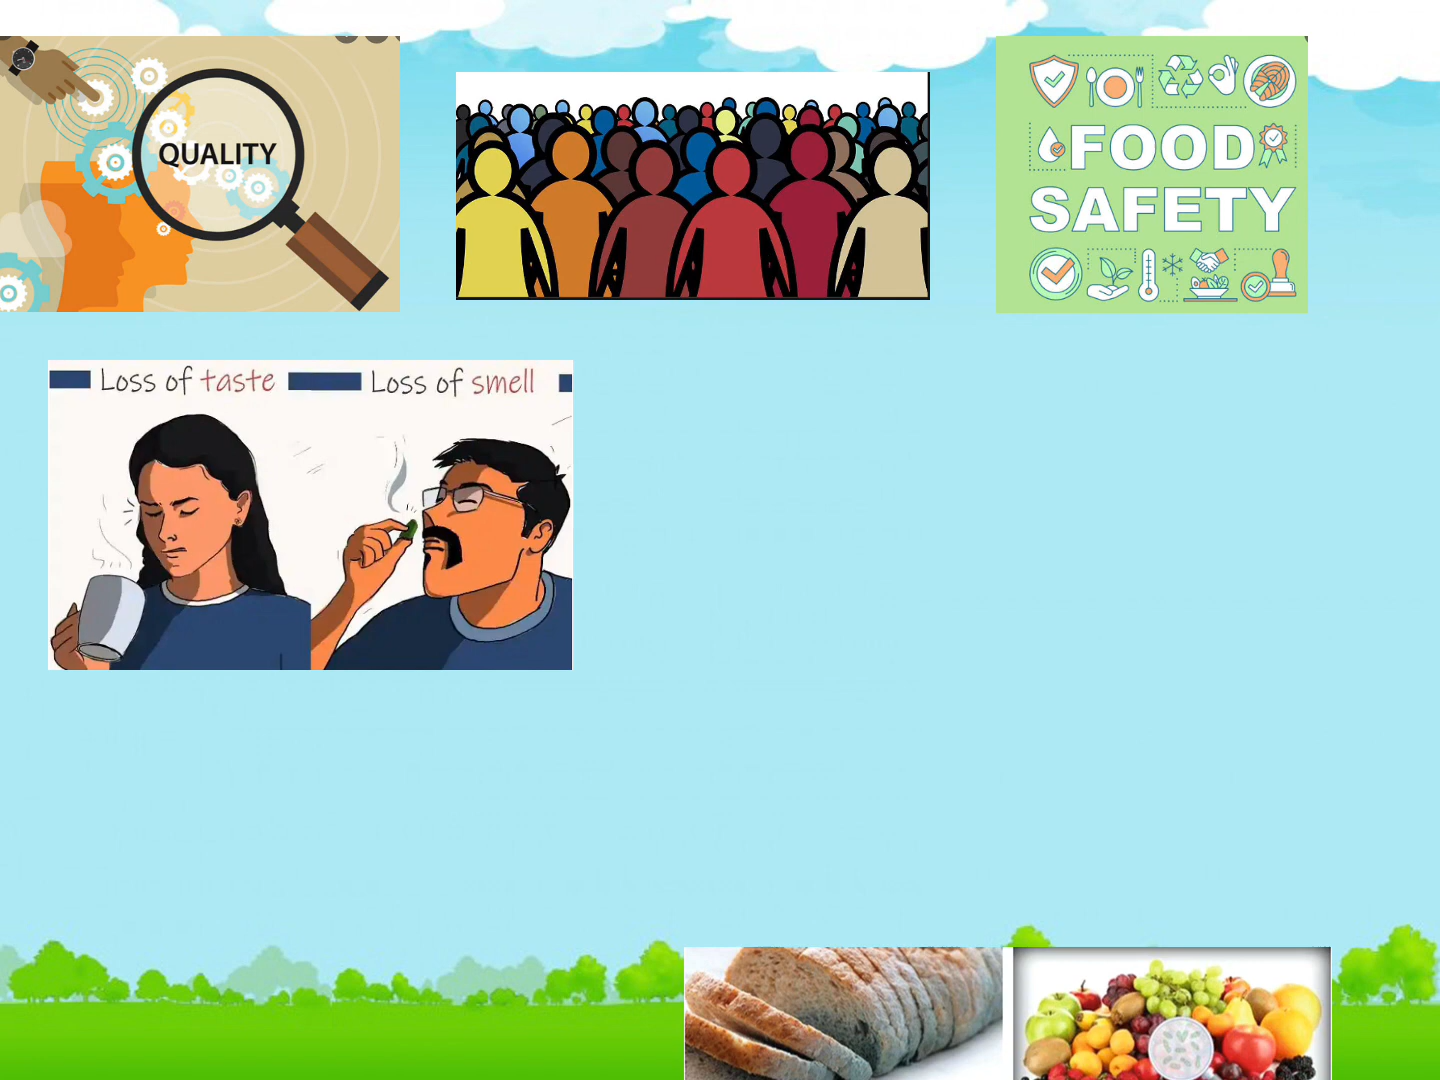 QUALITY
FOOD
SAFETY
Loss of taste
Loss of smell